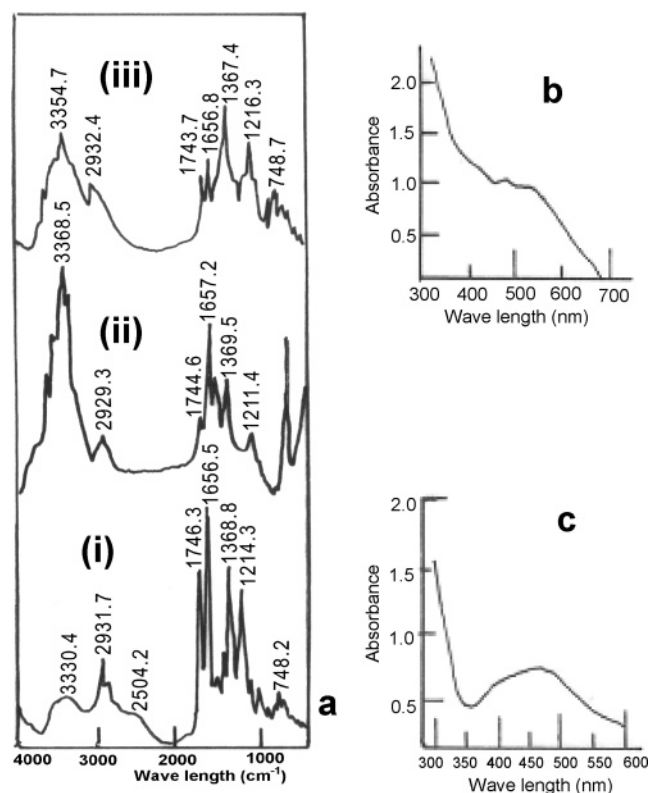 (iii)
3354.7
2932.4
1743.7
1656.8
1367.4
1216.3
748.7
(ii)
3368.5
2929.3
1744.6
1657.2
1369.5
1211.4
(i)
3330.4
2931.7
2504.2
1746.3
1656.5
1368.8
1214.3
748.2
a
4000 3000 2000 1000
Wave length (cm-1)
b
Absorbance
2.0
1.5
1.0
0.5
300 400 500 600 700
Wave length (nm)
c
Absorbance
2.0
1.5
1.0
0.5
300 350 400 450 500 550 600
Wave length (nm)